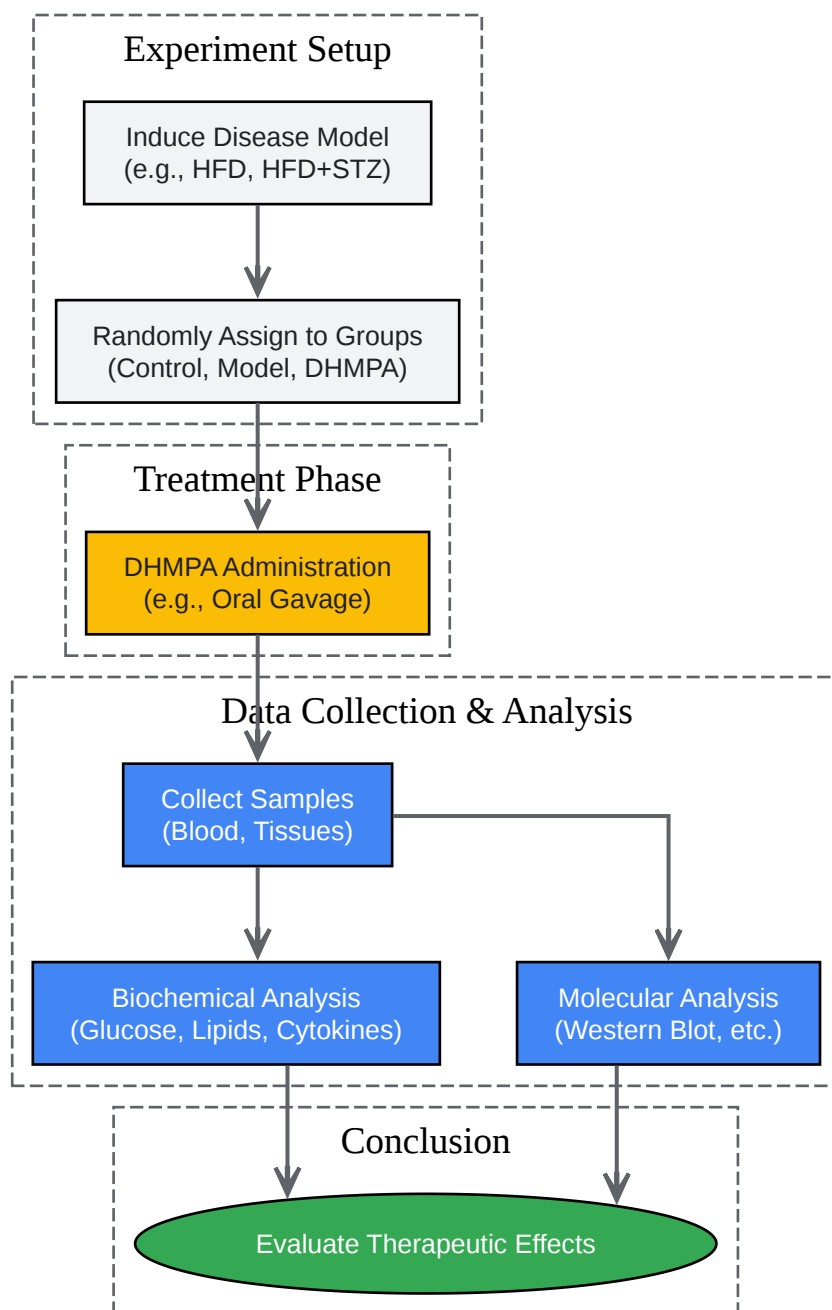 Experiment Setup
Induce Disease Model
(e.g., HFD, HFD+STZ)
Randomly Assign to Groups
(Control, Model, DHMPA)
Treatment Phase
DHMPA Administration
(e.g., Oral Gavage)
Data Collection & Analysis
Collect Samples
(Blood, Tissues)
Biochemical Analysis
(Glucose, Lipids, Cytokines)
Molecular Analysis
(Western Blot, etc.)
Conclusion
Evaluate Therapeutic Effects